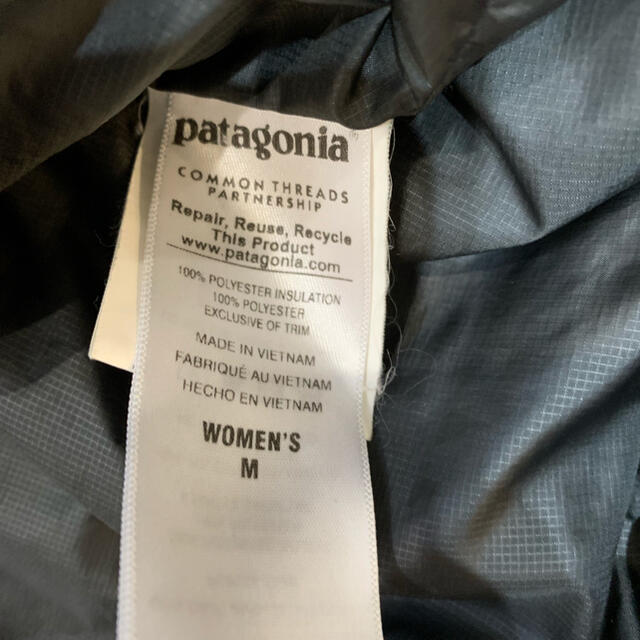 patagonia®
COMMON THREADS
PARTNERSHIP
Repair, Reuse, Recycle
This Product
www.patagonia.com
100% POLYESTER INSULATION
100% POLYESTER
EXCLUSIVE OF TRIM
MADE IN VIETNAM
FABRIQUÉ AU VIETNAM
HECHO EN VIETNAM
WOMEN'S
M